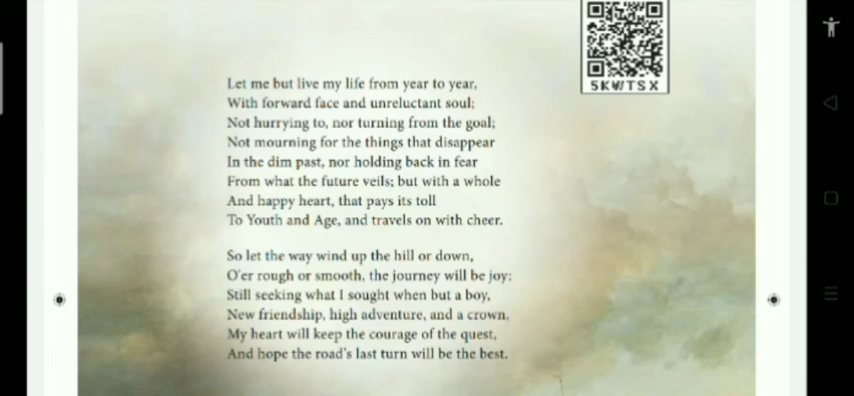 5KWTSX
Let me but live my life from year to year,
With forward face and unreluctant soul;
Not hurrying to, nor turning from the goal;
Not mourning for the things that disappear
In the dim past, nor holding back in fear
From what the future veils; but with a whole
And happy heart, that pays its toll
To Youth and Age, and travels on with cheer.
So let the way wind up the hill or down,
O'er rough or smooth, the journey will be joy:
Still seeking what I sought when but a boy,
New friendship, high adventure, and a crown,
My heart will keep the courage of the quest,
And hope the road's last turn will be the best.